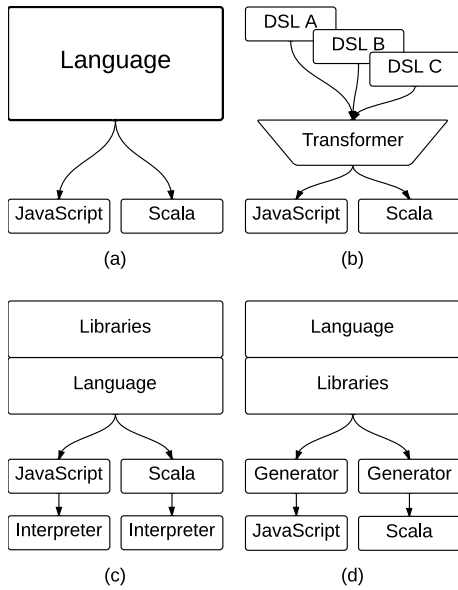 Language
JavaScript
Scala
(a)
DSL A
DSL B
DSL C
Transformer
JavaScript
Scala
(b)
Libraries
Language
JavaScript
Scala
Interpreter
Interpreter
(c)
Language
Libraries
Generator
Generator
JavaScript
Scala
(d)